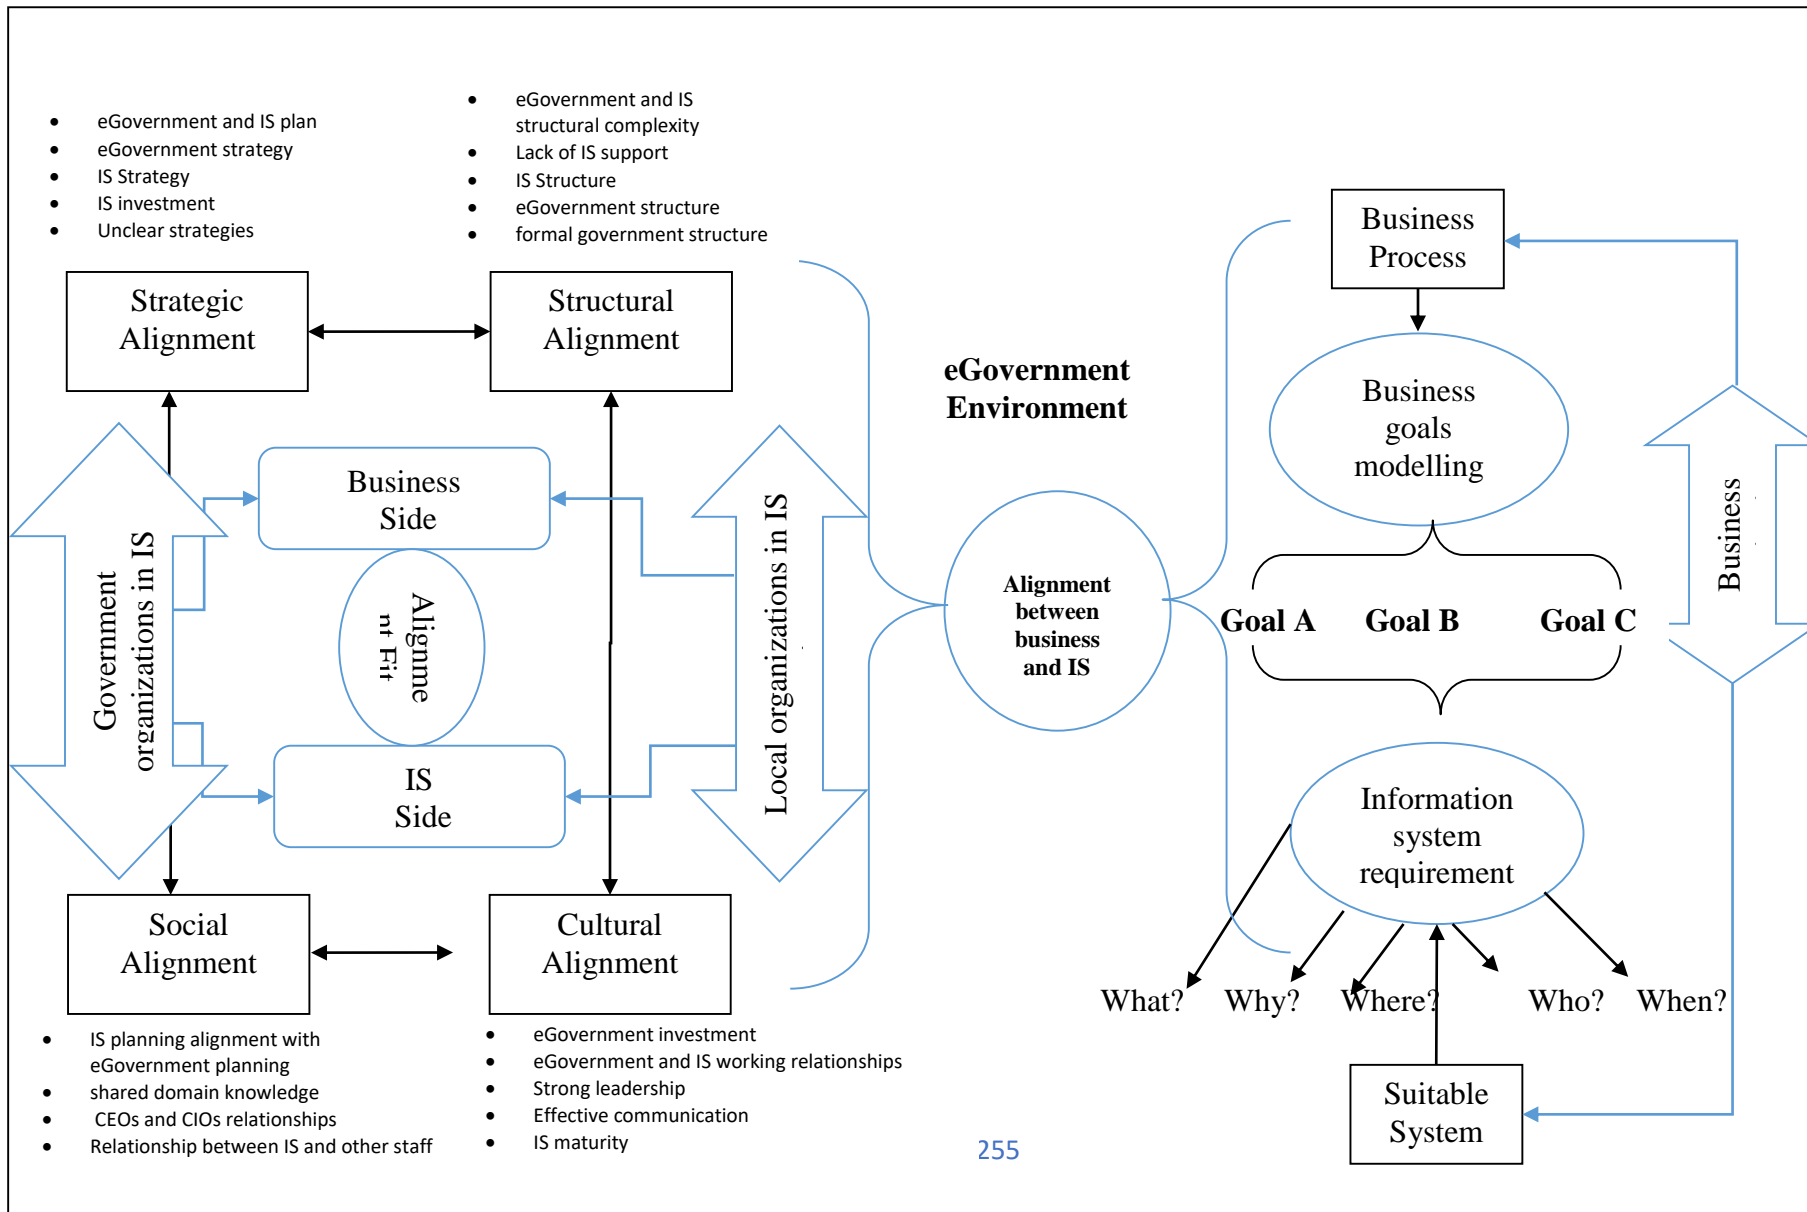 • eGovernment and IS plan
• eGovernment strategy
• IS Strategy
• IS investment
• Unclear strategies
• eGovernment and IS
structural complexity
• Lack of IS support
• IS Structure
• eGovernment structure
• formal government structure
Strategic
Alignment
Structural
Alignment
Government
organizations in IS
Business
Side
Alignme
nt Fit
IS
Side
Local organizations in IS
Social
Alignment
Cultural
Alignment
• IS planning alignment with
eGovernment planning
• shared domain knowledge
• CEOs and CIOs relationships
• Relationship between IS and other staff
• eGovernment investment
• eGovernment and IS working relationships
• Strong leadership
• Effective communication
• IS maturity
eGovernment
Environment
Alignment
between
business
and IS
Business
Process
Business
goals
modelling
Goal A Goal B Goal C
Information
system
requirement
What? Why? Where? Who? When?
Suitable
System
Business
255